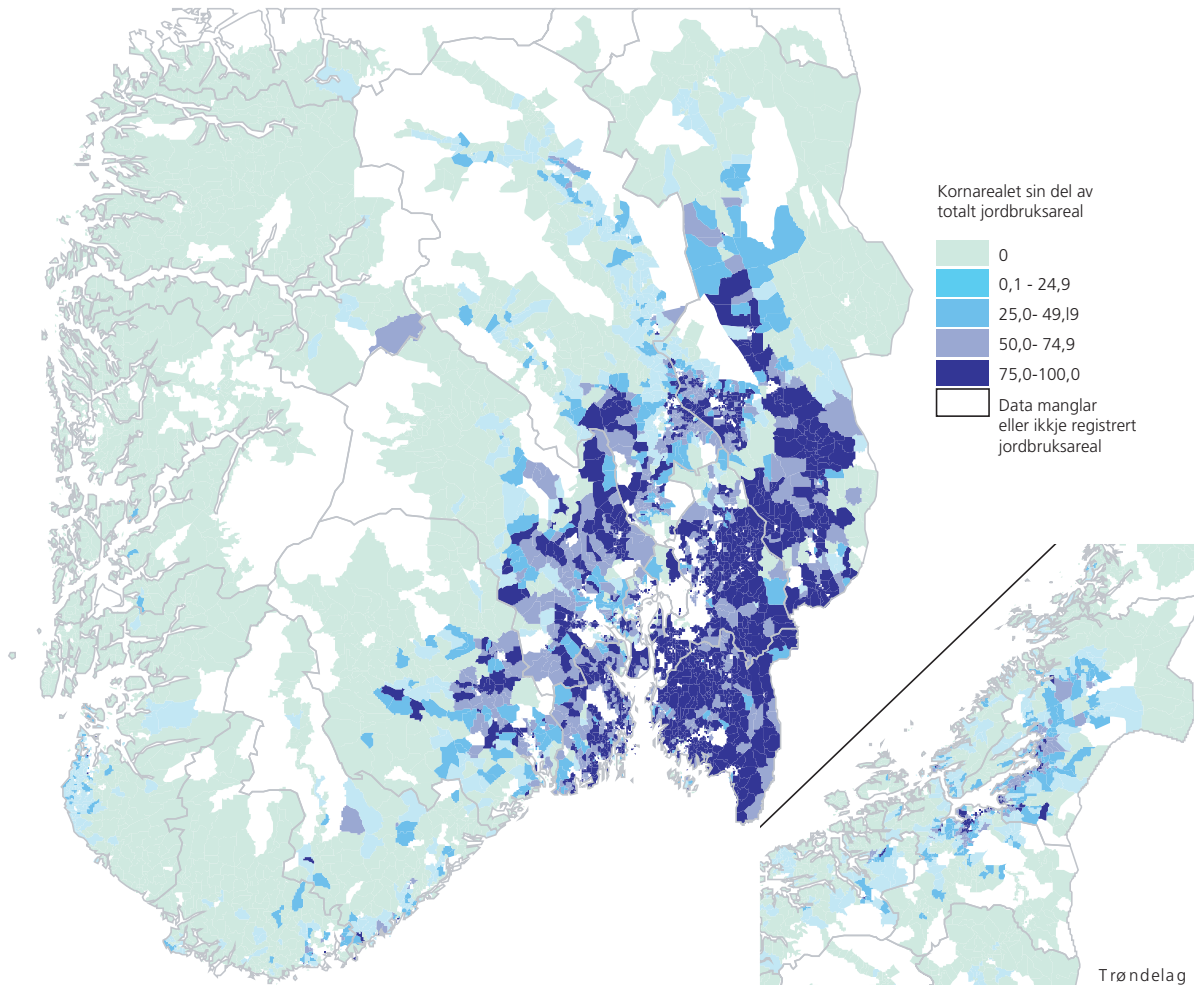 Kornarealet sin del av
totalt jordbruksareal
0
0,1 - 24,9
25,0- 49,l9
50,0- 74,9
75,0-100,0
Data manglar
eller ikkje registrert
jordbruksareal
Trøndelag